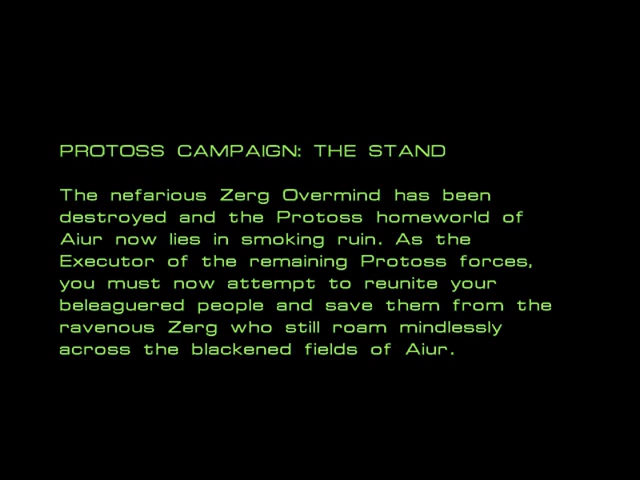 PROTOSS CAMPAIGN: THE STAND
The nefarious Zerg Overmind has been
destroyed and the Protoss homeworld of
Aiur now lies in smoking ruin. As the
Executor of the remaining Protoss forces,
you must now attempt to reunite your
beleaguered people and save them from the
ravenous Zerg who still roam mindlessly
across the blackened fields of Aiur.